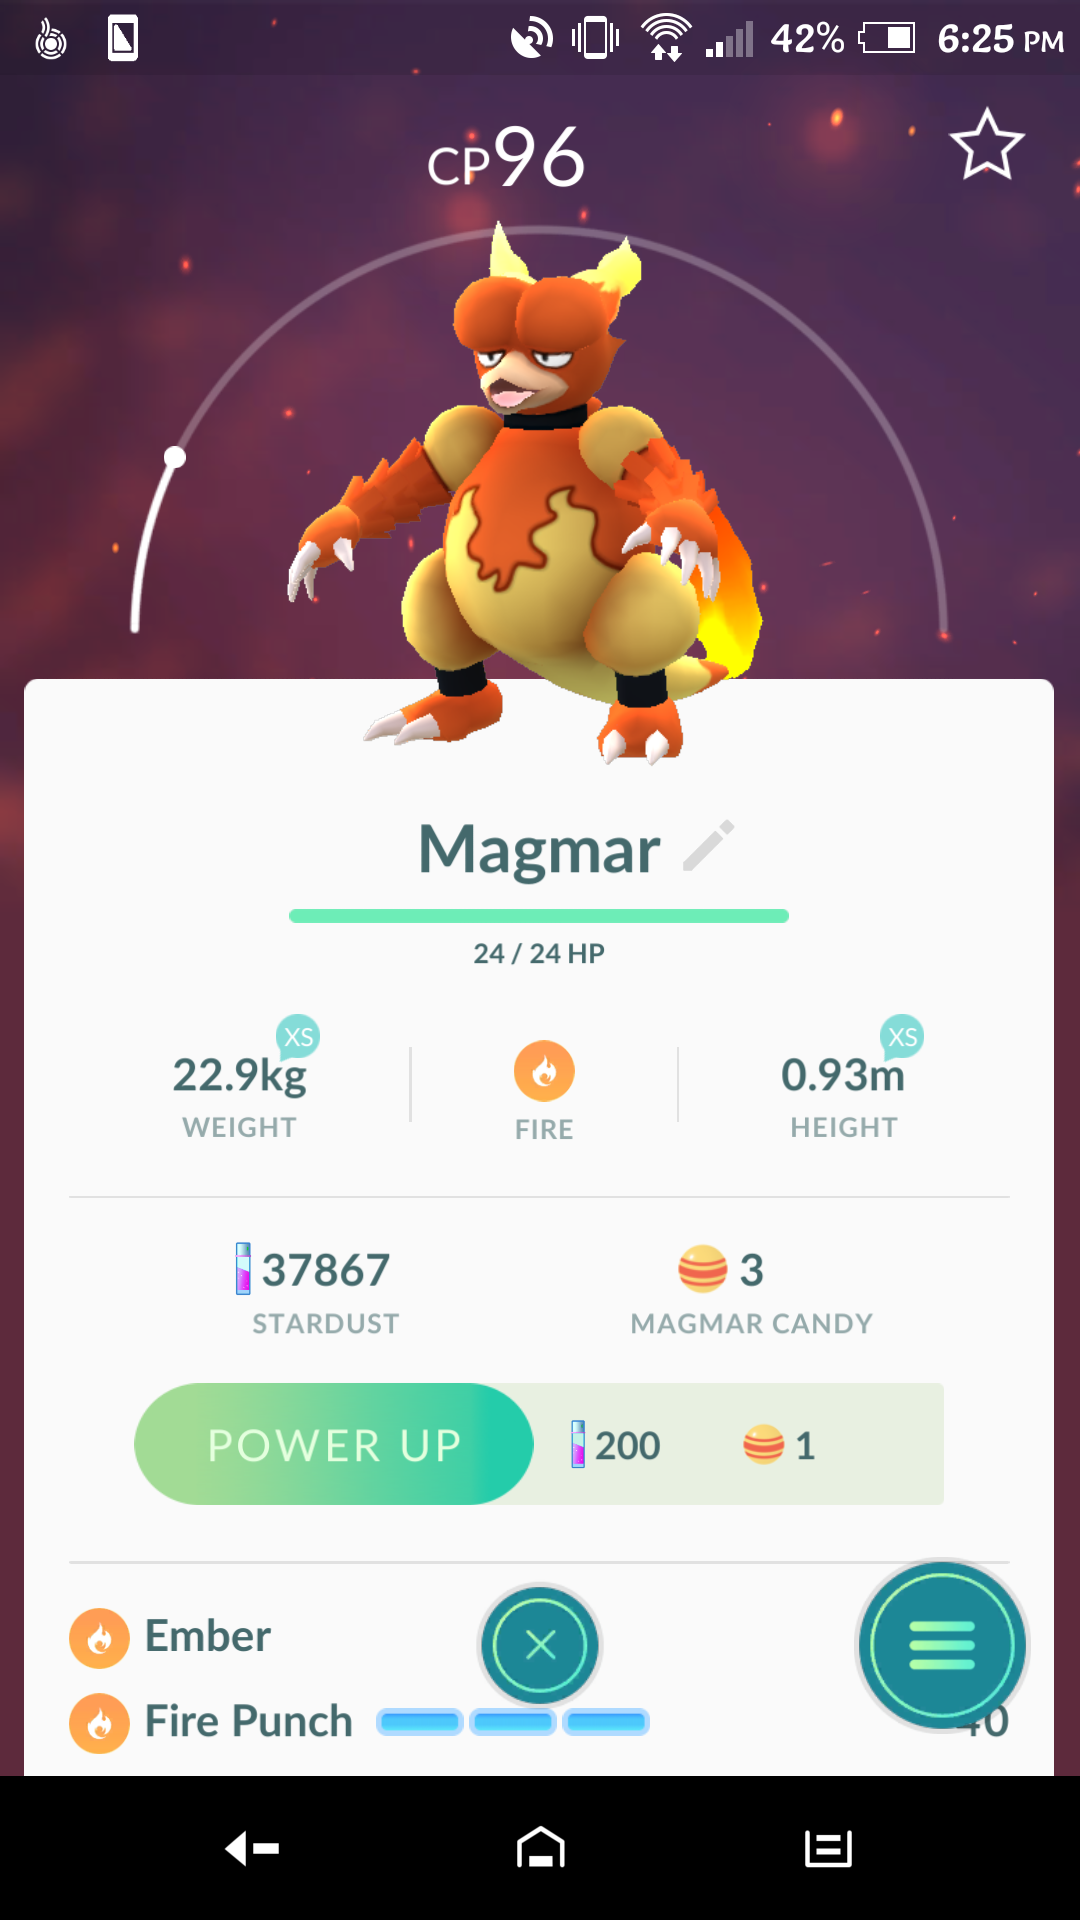 42% 6:25 PM
CP96
Magmar
24 / 24 HP
XS XS
22.9kg 0.93m
WEIGHT FIRE HEIGHT
37867 3
STARDUST MAGMAR CANDY
POWER UP 200 1
Ember
Fire Punch 40